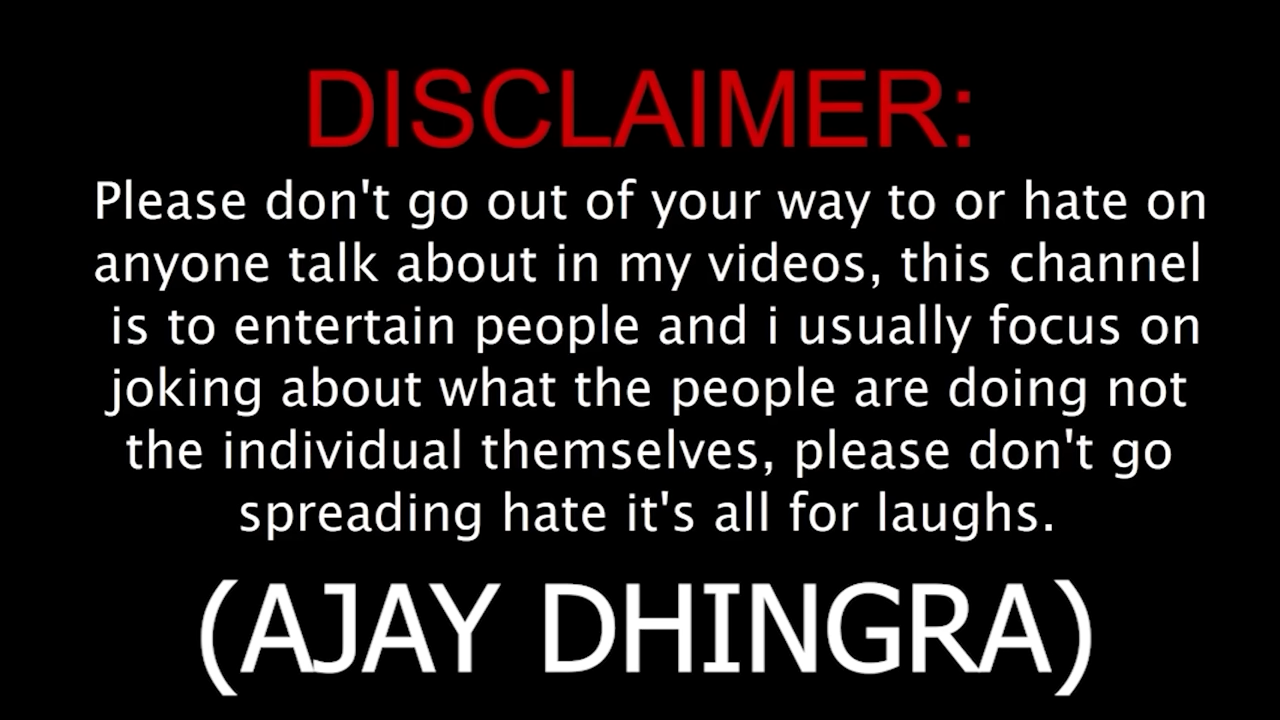 DISCLAIMER:
Please don't go out of your way to or hate on
anyone talk about in my videos, this channel
is to entertain people and i usually focus on
joking about what the people are doing not
the individual themselves, please don't go
spreading hate it's all for laughs.
(AJAY DHINGRA)